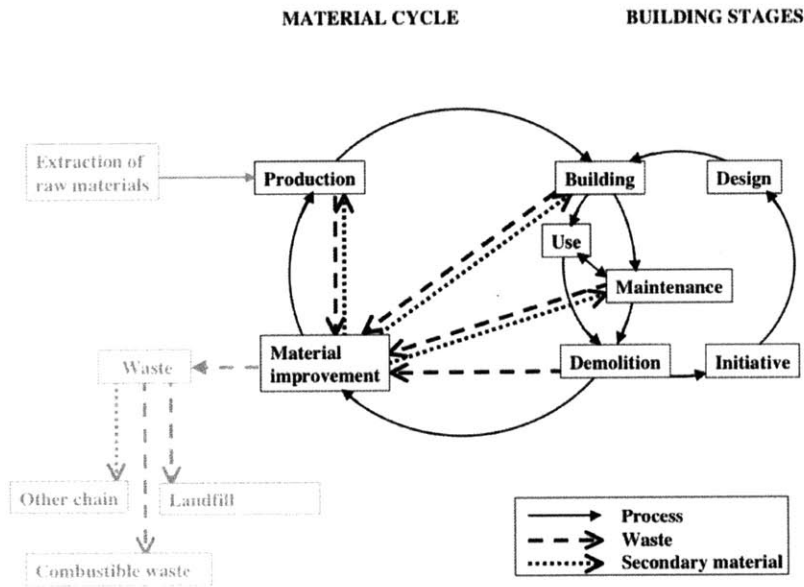 MATERIAL CYCLE
BUILDING STAGES
Extraction of
raw materials
Production
Building
Design
Use
Maintenance
Material
improvement
Waste
Demolition
Initiative
Other chain
Landfill
Combustible waste
Process
Waste
Secondary material